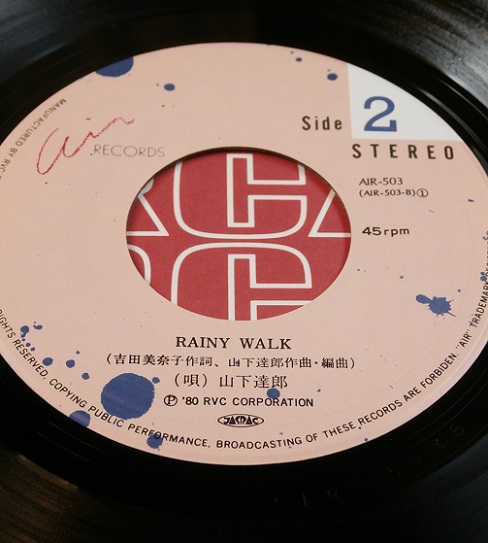 Air RECORDS
Side 2
STEREO
AIR-503
(AIR-503-B)①
45rpm
RAINY WALK
(吉田美奈子作詞、山下達郎作曲・編曲)
(唄)山下達郎
Ⓟ '80 RVC CORPORATION
JASRAC
MANUFACTURED BY RVC
RIGHTS RESERVED. COPYING PUBLIC PERFORMANCE, BROADCASTING OF THESE RECORDS ARE FORBIDEN. "AIR" TRADEMARK